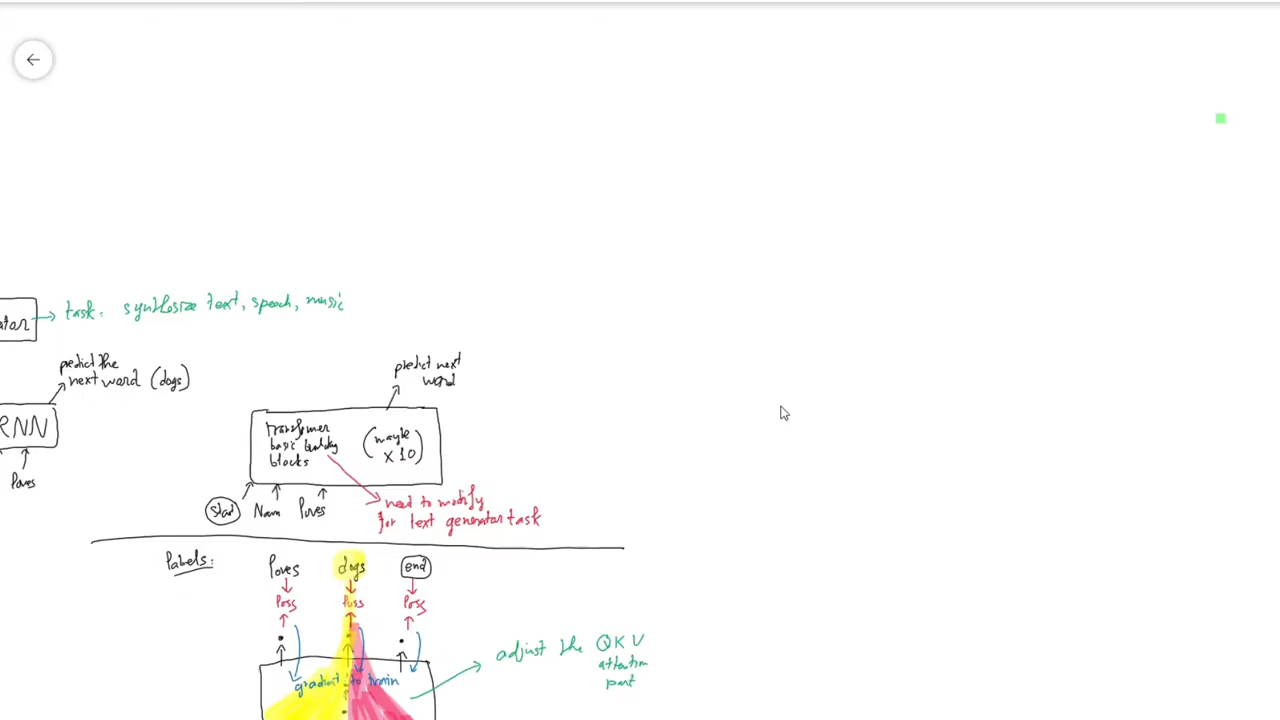 task: synthesize text, speech, music
predict the
next word (dogs)
RNN
loves
predict next
word
Transformer
basic building
blocks
(maybe
x 10)
start Nam loves
need to modify
for text generator task
labels:
loves dogs end
loss loss loss
gradient to train
adjust the QKV
attention
part